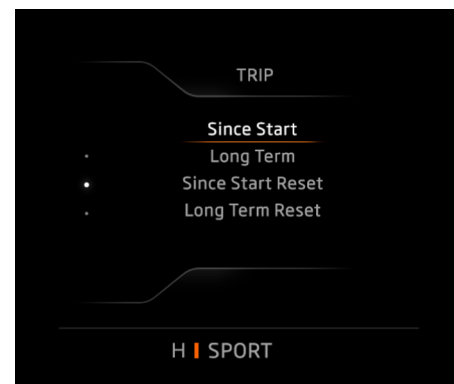 TRIP
Since Start
Long Term
Since Start Reset
Long Term Reset
H SPORT